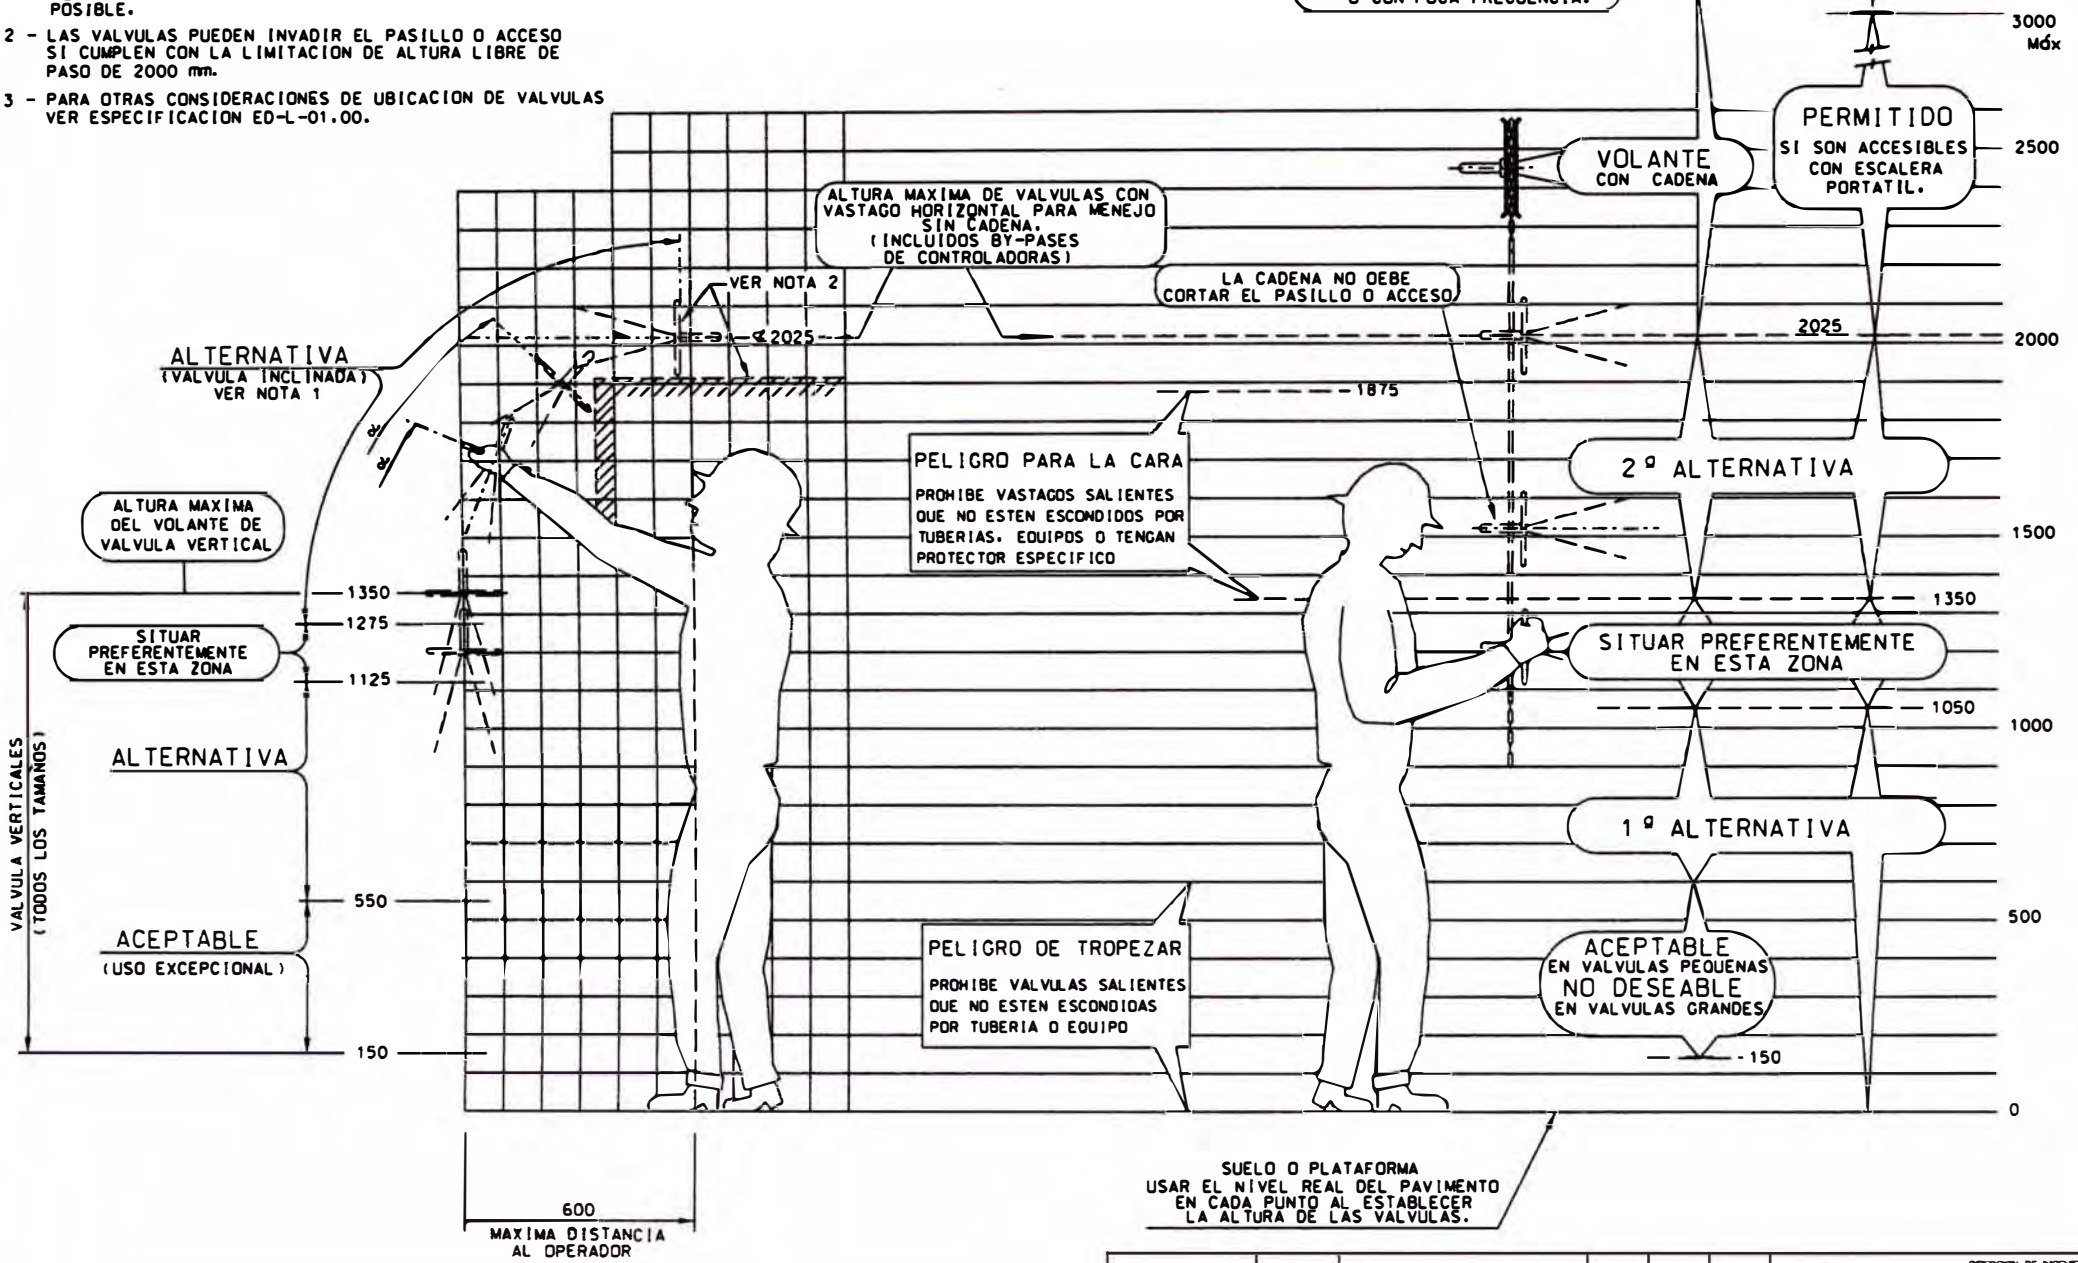 POSIBLE.
2 - LAS VALVULAS PUEDEN INVADIR EL PASILLO O ACCESO
SI CUMPLEN CON LA LIMITACION DE ALTURA LIBRE DE
PASO DE 2000 mm.
3 - PARA OTRAS CONSIDERACIONES DE UBICACION DE VALVULAS
VER ESPECIFICACION ED-L-01.00.
O CON POCA FRECUENCIA.
3000
Máx
PERMITIDO
SI SON ACCESIBLES
CON ESCALERA
PORTATIL.
VOLANTE
CON CADENA
2500
ALTURA MAXIMA DE VALVULAS CON
VASTAGO HORIZONTAL PARA MENEJO
SIN CADENA.
(INCLUIDOS BY-PASES
DE CONTROLADORAS)
VER NOTA 2
LA CADENA NO DEBE
CORTAR EL PASILLO O ACCESO
2025
2025
2000
ALTERNATIVA
(VALVULA INCLINADA)
VER NOTA 1
1875
α
α
PELIGRO PARA LA CARA
PROHIBE VASTAGOS SALIENTES
QUE NO ESTEN ESCONDIDOS POR
TUBERIAS. EQUIPOS O TENGAN
PROTECTOR ESPECIFICO
2ª ALTERNATIVA
1500
ALTURA MAXIMA
DEL VOLANTE DE
VALVULA VERTICAL
1350
1275
1350
SITUAR
PREFERENTEMENTE
EN ESTA ZONA
1125
SITUAR PREFERENTEMENTE
EN ESTA ZONA
1050
1000
VALVULA VERTICALES
(TODOS LOS TAMANOS)
ALTERNATIVA
1ª ALTERNATIVA
550
500
ACEPTABLE
(USO EXCEPCIONAL)
PELIGRO DE TROPEZAR
PROHIBE VALVULAS SALIENTES
QUE NO ESTEN ESCONDIDAS
POR TUBERIA O EQUIPO
ACEPTABLE
EN VALVULAS PEQUENAS
NO DESEABLE
EN VALVULAS GRANDES
150
150
0
SUELO O PLATAFORMA
USAR EL NIVEL REAL DEL PAVIMENTO
EN CADA PUNTO AL ESTABLECER
LA ALTURA DE LAS VALVULAS.
600
MAXIMA DISTANCIA
AL OPERADOR